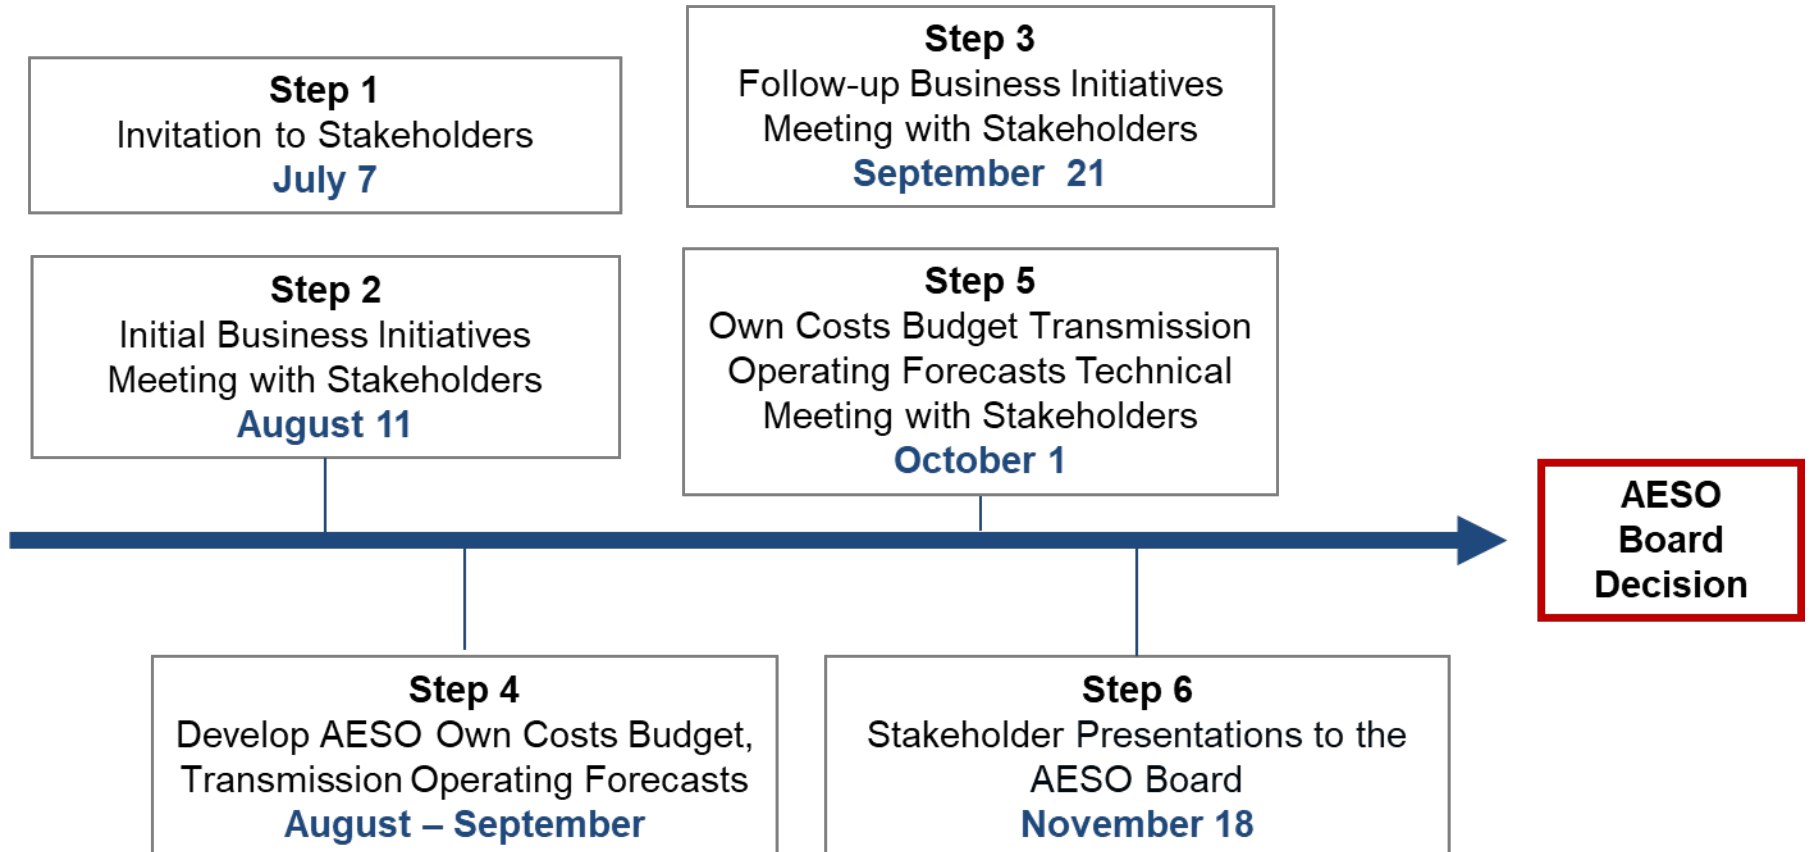 Step 1
Invitation to Stakeholders
July 7
Step 2
Initial Business Initiatives
Meeting with Stakeholders
August 11
Step 3
Follow-up Business Initiatives
Meeting with Stakeholders
September 21
Step 5
Own Costs Budget Transmission
Operating Forecasts Technical
Meeting with Stakeholders
October 1
AESO
Board
Decision
Step 4
Develop AESO Own Costs Budget,
Transmission Operating Forecasts
August – September
Step 6
Stakeholder Presentations to the
AESO Board
November 18